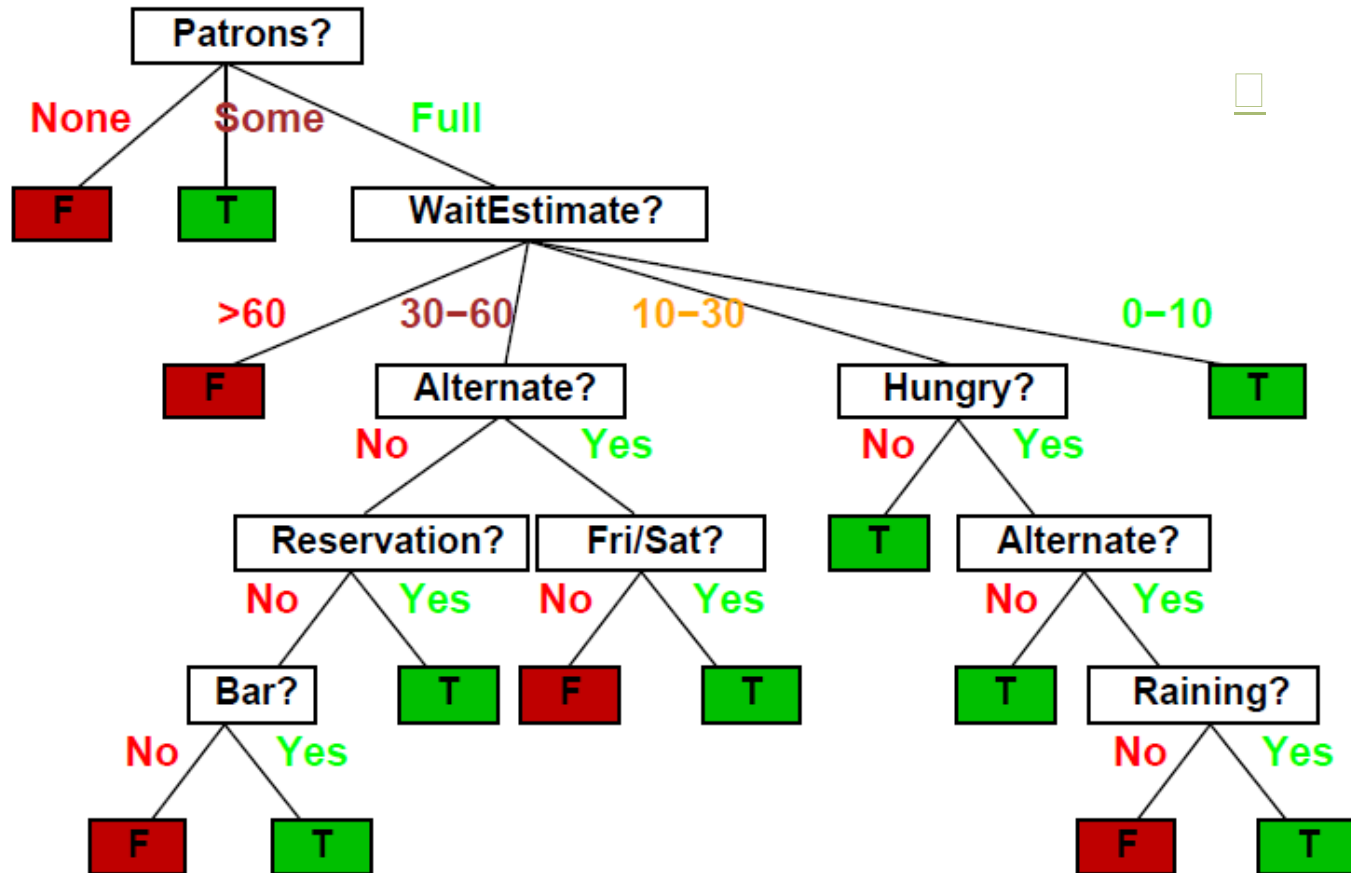 Patrons?
None Some Full
F T WaitEstimate?
>60 30−60 10−30 0−10
F Alternate? Hungry? T
No Yes No Yes
Reservation? Fri/Sat? T Alternate?
No Yes No Yes No Yes
Bar? T F T T Raining?
No Yes No Yes
F T F T